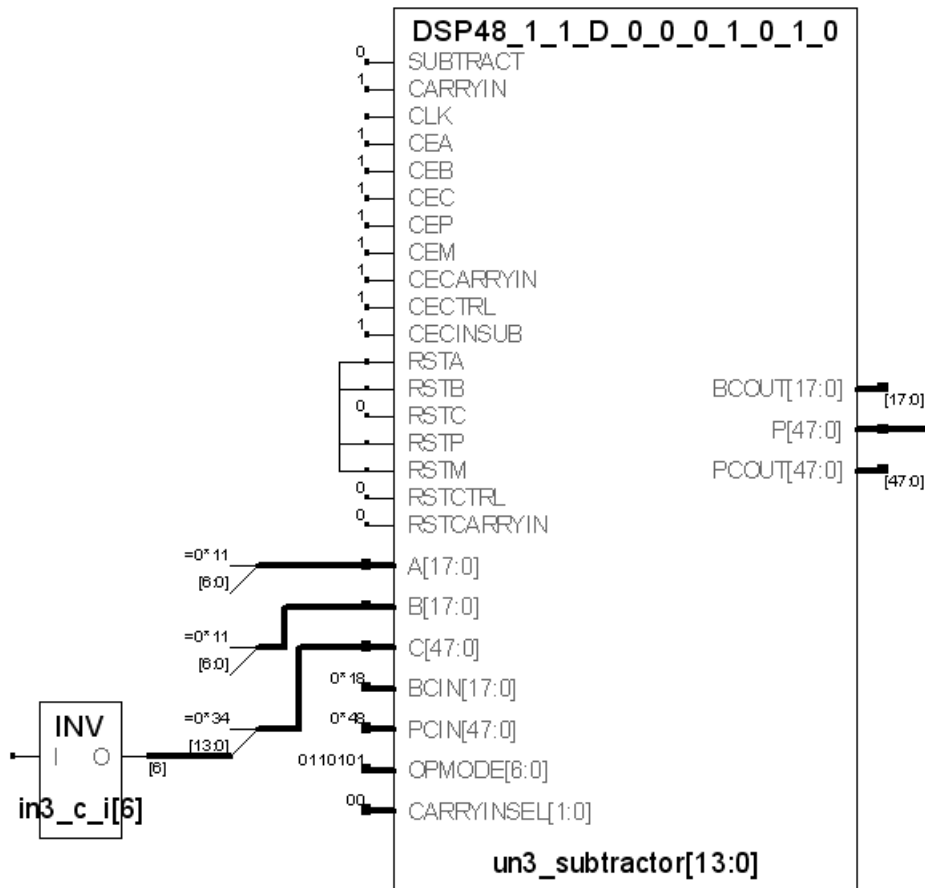 DSP48_1_1_D_0_0_0_1_0_1_0
0 SUBTRACT
1 CARRYIN
CLK
1 CEA
1 CEB
1 CEC
1 CEP
1 CEM
1 CECARRYIN
1 CECTRL
1 CECINSUB
RSTA
RSTB BCOUT[17:0] [17:0]
0 RSTC
P[47:0]
RSTP
RSTM PCOUT[47:0] [47:0]
0 RSTCTRL
0 RSTCARRYIN
=0*11
[6:0]
A[17:0]
B[17:0]
=0*11
[6:0]
C[47:0]
0*18 BCIN[17:0]
=0*34
[13:0]
0*48 PCIN[47:0]
INV
I O
[6]
0110101 OPMODE[6:0]
in3_c_i[6]
00 CARRYINSEL[1:0]
un3_subtractor[13:0]